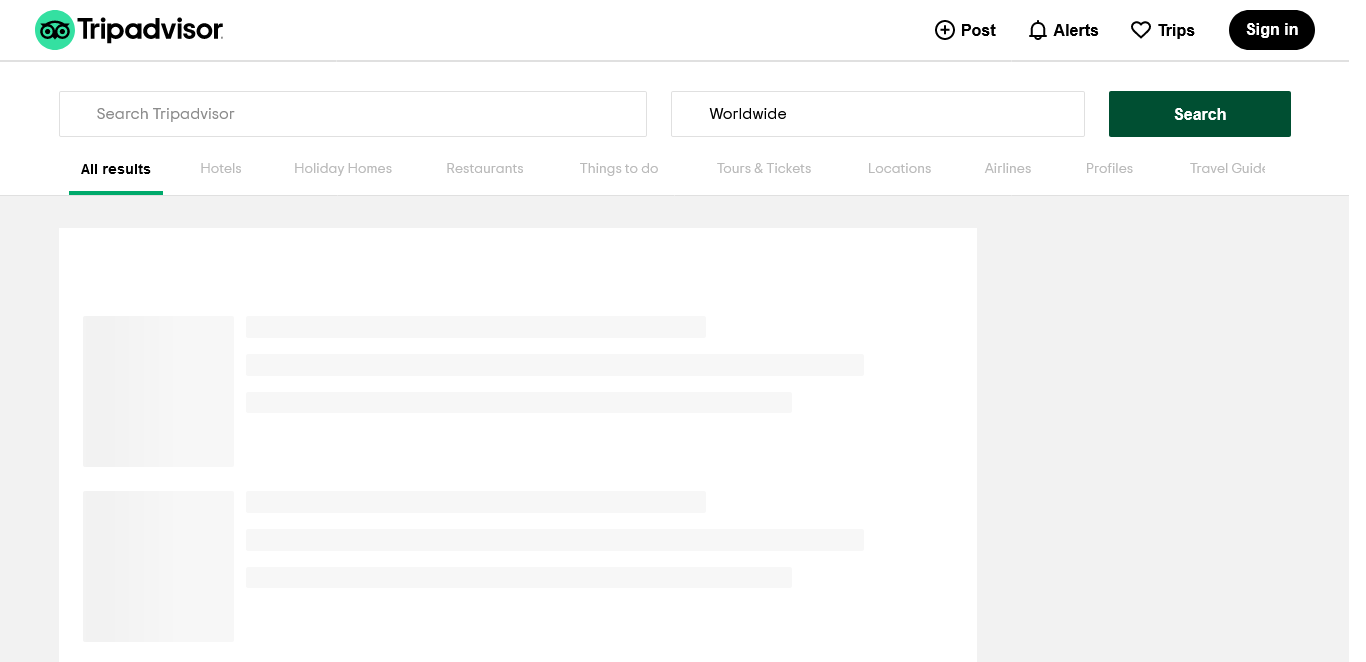 Tripadvisor
Post
Alerts
Trips
Sign in
Search Tripadvisor
Worldwide
Search
All results
Hotels
Holiday Homes
Restaurants
Things to do
Tours & Tickets
Locations
Airlines
Profiles
Travel Guide